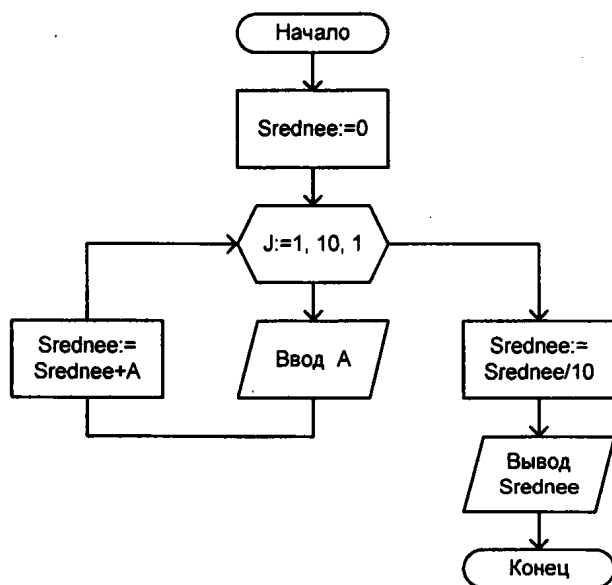 Начало
Srednee:=0
J:=1, 10, 1
Srednee:=
Srednee+A
Ввод A
Srednee:=
Srednee/10
Вывод
Srednee
Конец